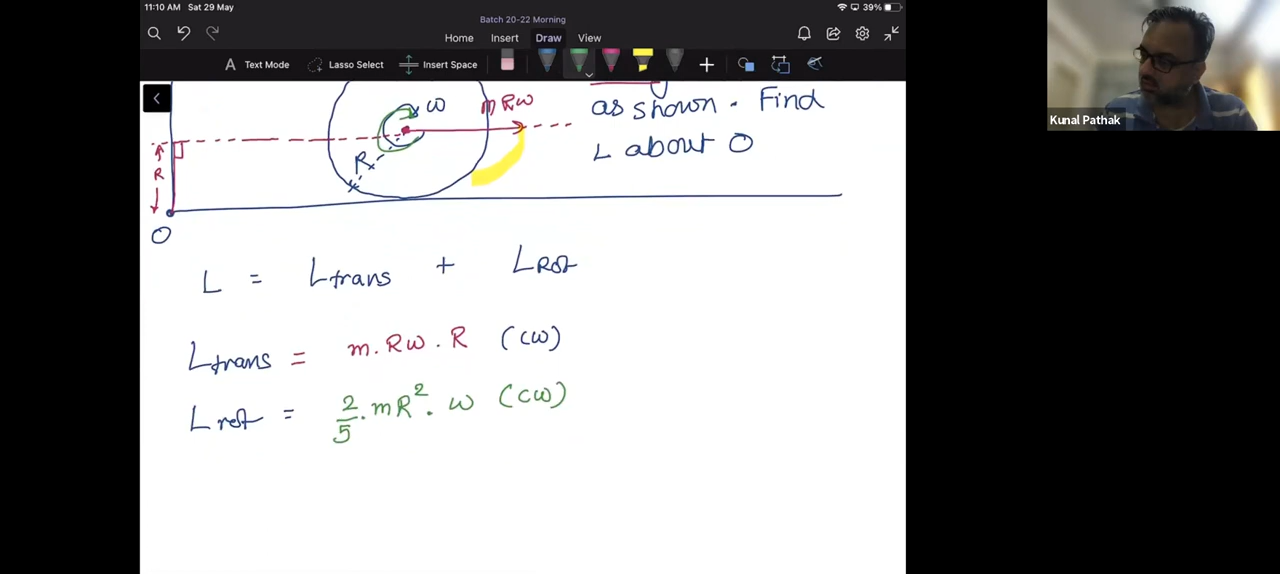 11:10 AM Sat 29 May
39%
Batch 20-22 Morning
Home Insert Draw View
Text Mode Lasso Select Insert Space
Kunal Pathak
ω
mRω
as shown. Find
L about O
R
R
O
L = Ltrans + LRot
Ltrans = m.Rω.R (cω)
Lrot = 2/5.mR².ω (cω)